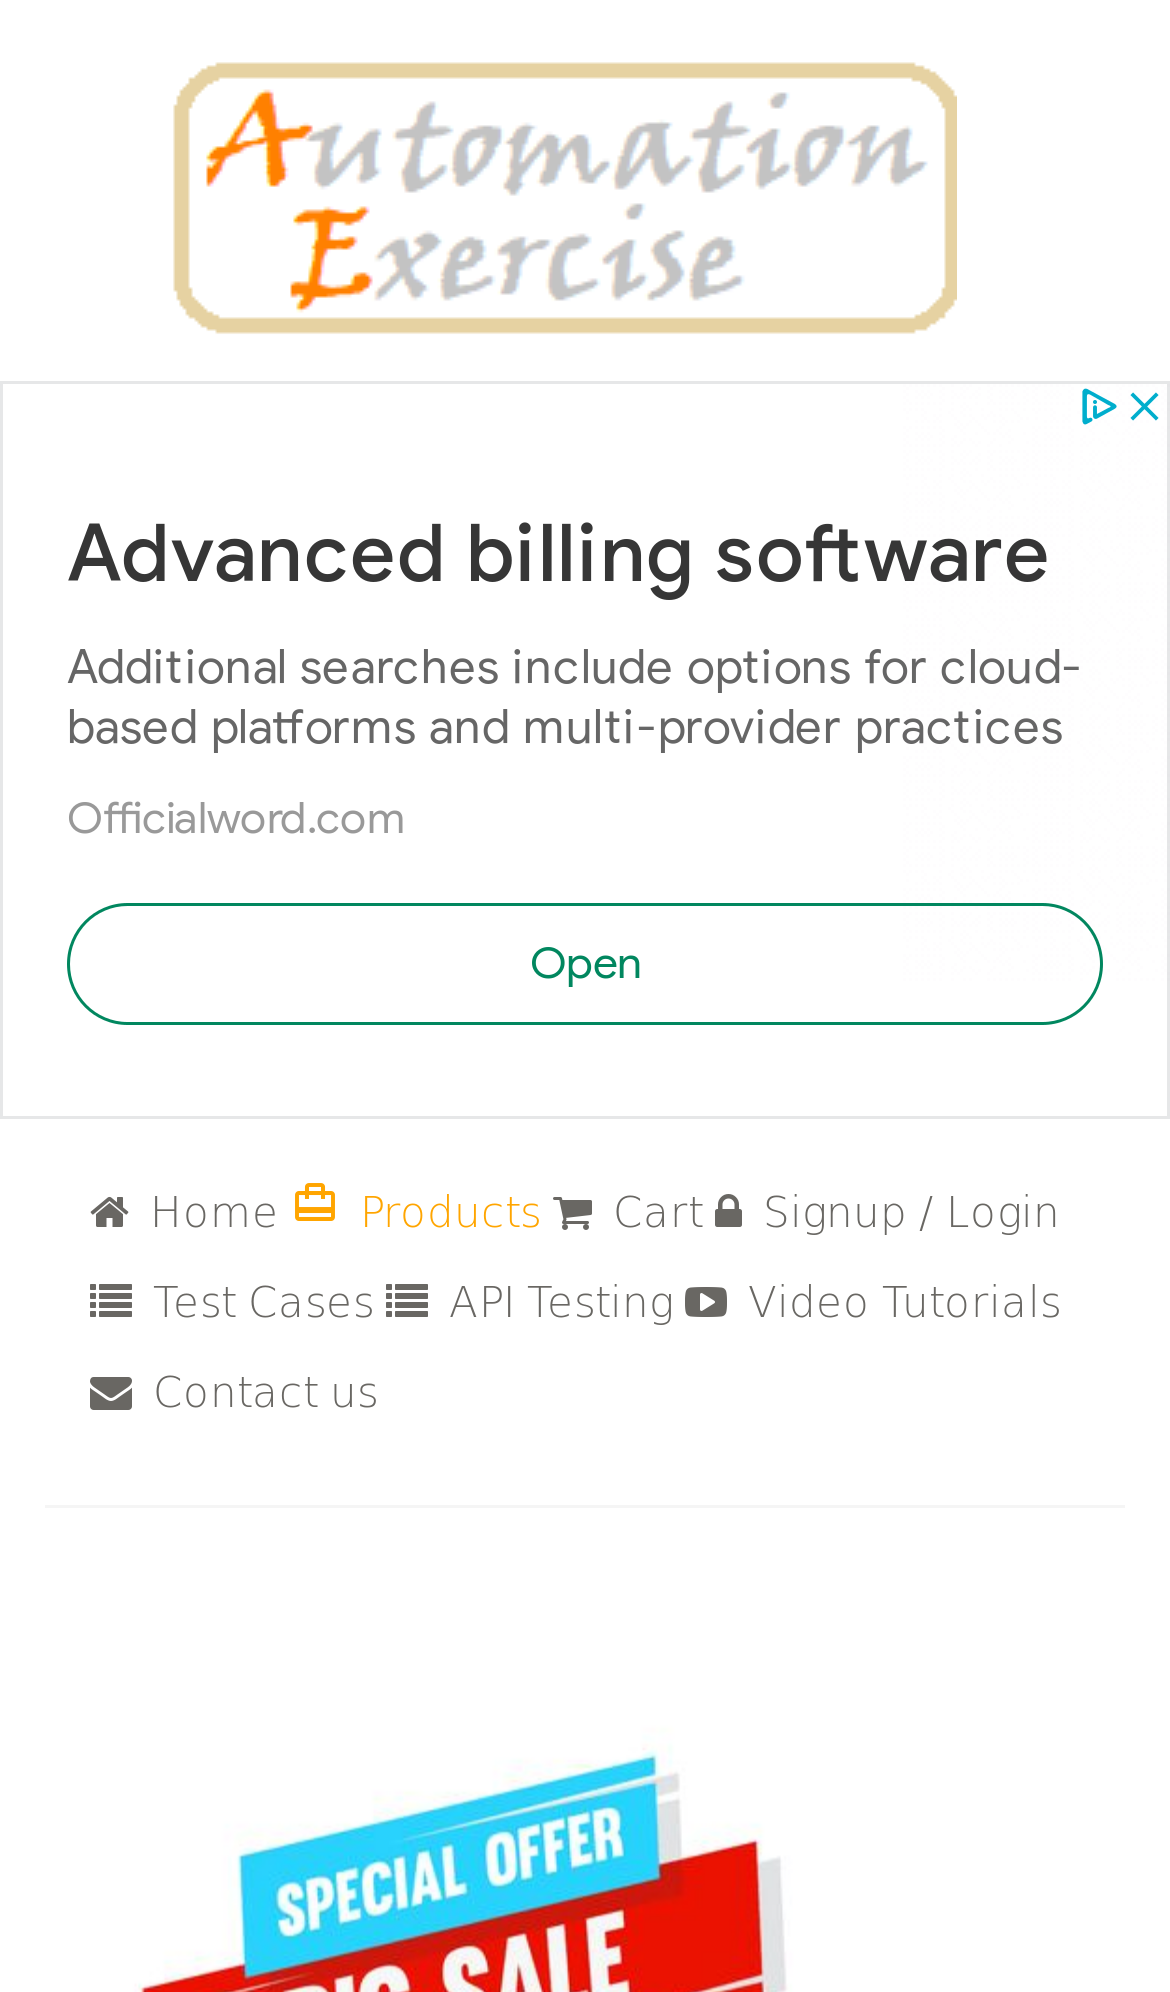 Automation
Exercise
Advanced billing software
Additional searches include options for cloud-
based platforms and multi-provider practices
Officialword.com
Open
Home Products Cart Signup / Login
Test Cases API Testing Video Tutorials
Contact us
SPECIAL OFFER
BIG SALE